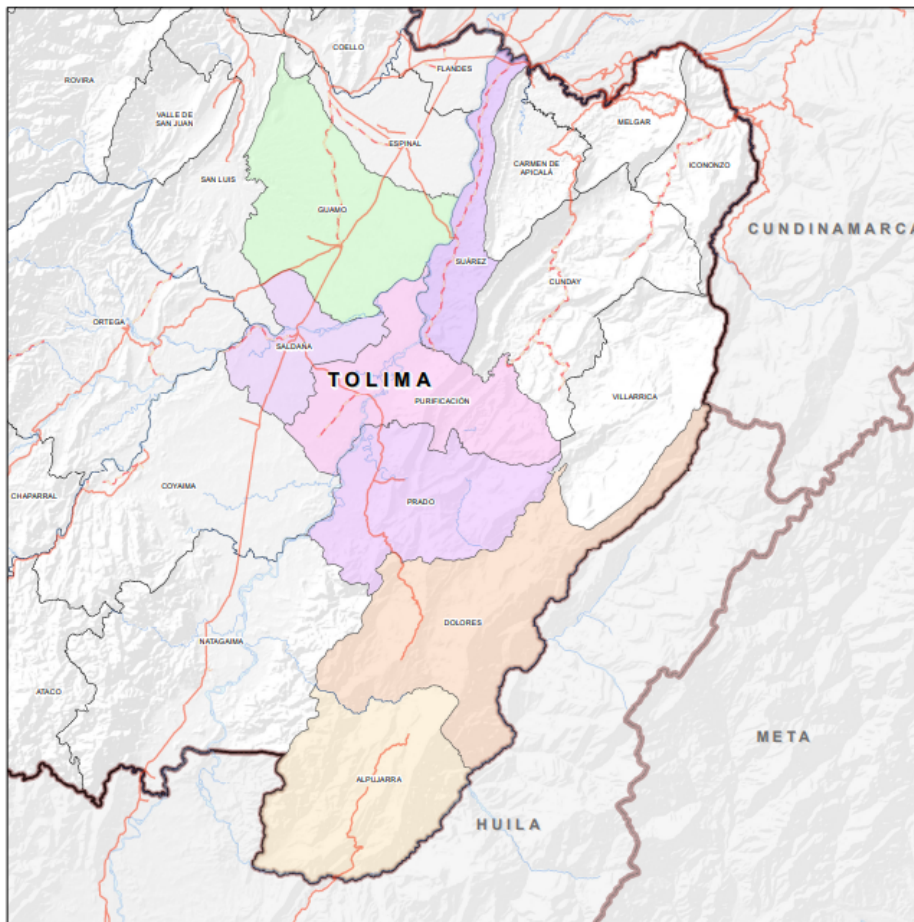 COELLO
FLANDES
ROVIRA
VALLE DE
SAN JUAN
MELGAR
ESPINAL
CARMEN DE
APICALÁ
ICONONZO
SAN LUIS
GUAMO
CUNDINAMARCA
SUÁREZ
CUNDAY
ORTEGA
SALDAÑA
TOLIMA
PURIFICACIÓN
VILLARRICA
COYAIMA
CHAPARRAL
PRADO
DOLORES
NATAGAIMA
ATACO
META
ALPUJARRA
HUILA